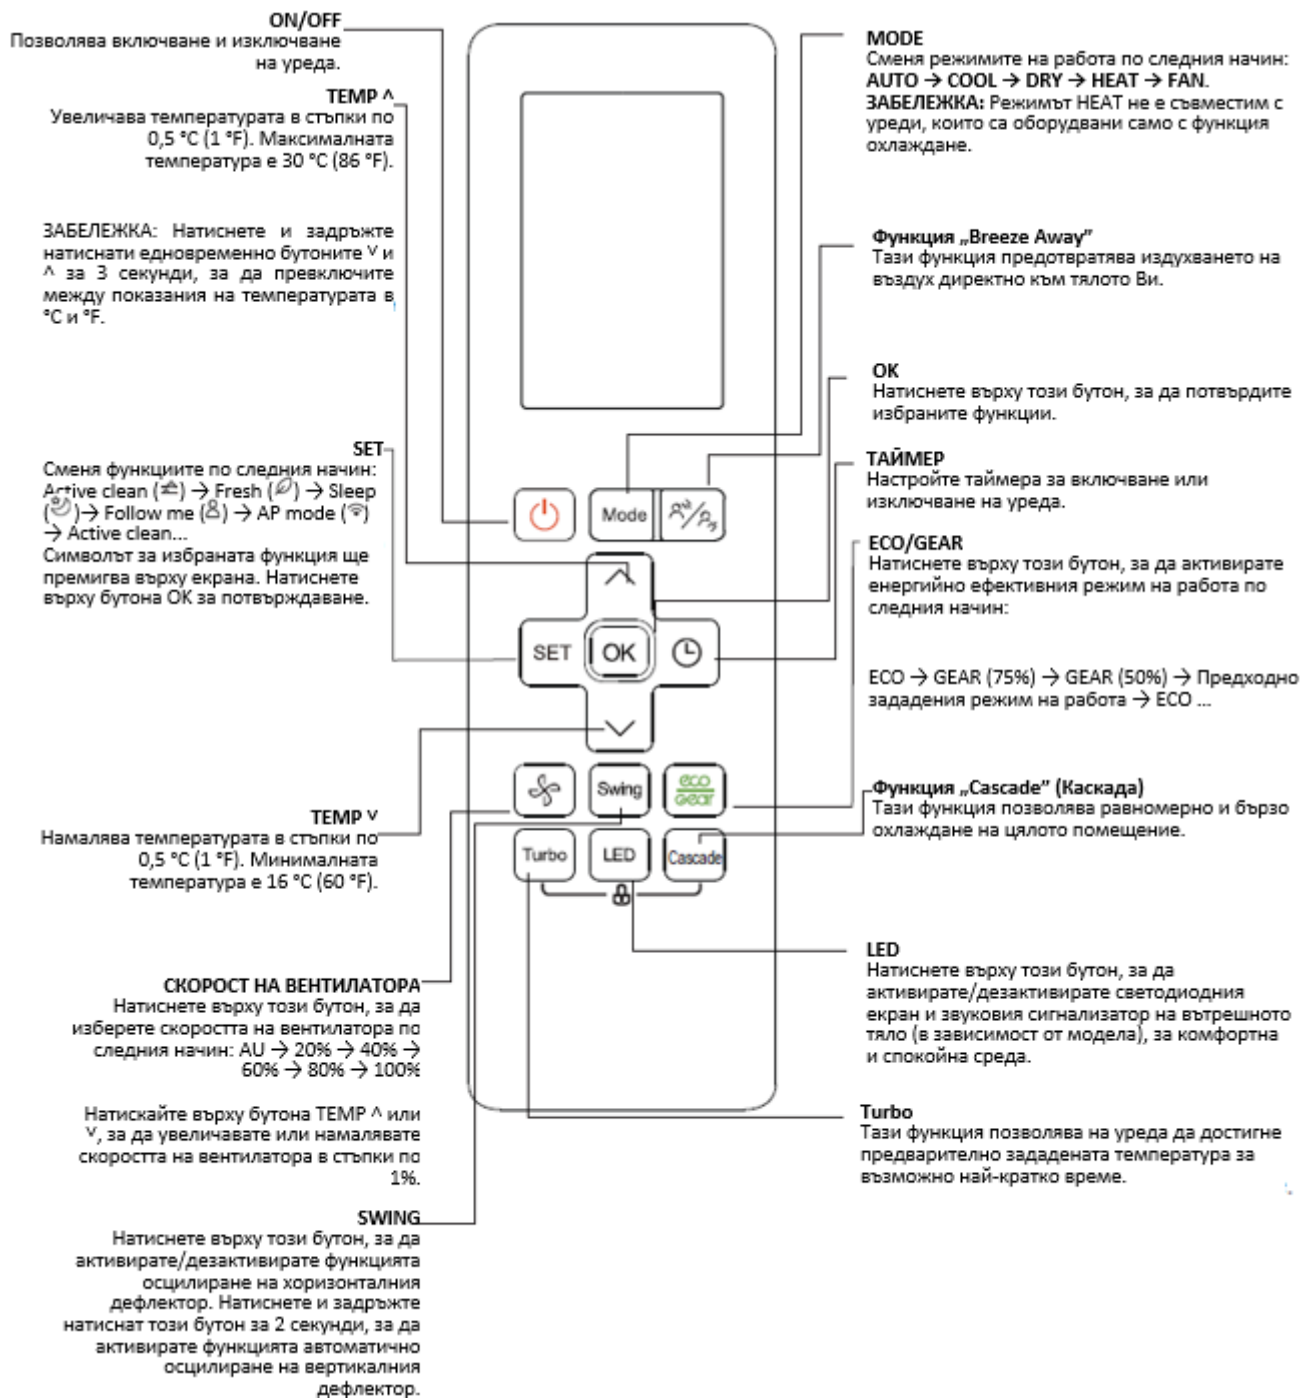 ON/OFF
Позволява включване и изключване
на уреда.
TEMP ^
Увеличава температурата в стъпки по
0,5 °C (1 °F). Максималната
температура е 30 °C (86 °F).
ЗАБЕЛЕЖКА: Натиснете и задръжте
натиснати едновременно бутоните ˅ и
^ за 3 секунди, за да превключите
между показания на температурата в
°C и °F.
SET
Сменя функциите по следния начин:
Active clean () → Fresh () → Sleep
() → Follow me () → AP mode ()
→ Active clean...
Символът за избраната функция ще
премигва върху екрана. Натиснете
върху бутона OK за потвърждаване.
TEMP ˅
Намалява температурата в стъпки по
0,5 °C (1 °F). Минималната
температура е 16 °C (60 °F).
СКОРОСТ НА ВЕНТИЛАТОРА
Натиснете върху този бутон, за да
изберете скоростта на вентилатора по
следния начин: AU → 20% → 40% →
60% → 80% → 100%
Натискайте върху бутона TEMP ^ или
˅, за да увеличавате или намалявате
скоростта на вентилатора в стъпки по
1%.
SWING
Натиснете върху този бутон, за да
активирате/дезактивирате функцията
осцилиране на хоризонталния
дефлектор. Натиснете и задръжте
натиснат този бутон за 2 секунди, за да
активирате функцията автоматично
осцилиране на вертикалния
дефлектор.
Mode
SET
OK
Swing
eco
Gear
Turbo
LED
Cascade
MODE
Сменя режимите на работа по следния начин:
AUTO → COOL → DRY → HEAT → FAN.
ЗАБЕЛЕЖКА: Режимът HEAT не е съвместим с
уреди, които са оборудвани само с функция
охлаждане.
Функция „Breeze Away"
Тази функция предотвратява издухването на
въздух директно към тялото Ви.
OK
Натиснете върху този бутон, за да потвърдите
избраните функции.
ТАЙМЕР
Настройте таймера за включване или
изключване на уреда.
ECO/GEAR
Натиснете върху този бутон, за да активирате
енергийно ефективния режим на работа по
следния начин:
ECO → GEAR (75%) → GEAR (50%) → Предходно
зададения режим на работа → ECO ...
Функция „Cascade" (Каскада)
Тази функция позволява равномерно и бързо
охлаждане на цялото помещение.
LED
Натиснете върху този бутон, за да
активирате/дезактивирате светодиодния
екран и звуковия сигнализатор на вътрешното
тяло (в зависимост от модела), за комфортна
и спокойна среда.
Turbo
Тази функция позволява на уреда да достигне
предварително зададената температура за
възможно най-кратко време.